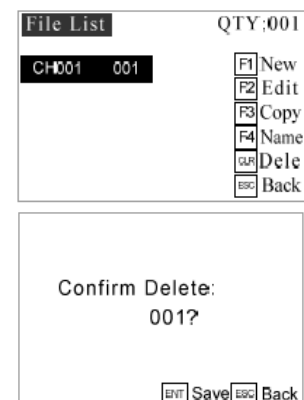 File List QTY:001
CH001 001
F1 New
F2 Edit
F3 Copy
F4 Name
CLR Dele
ESC Back
Confirm Delete:
001?
ENT Save ESC Back